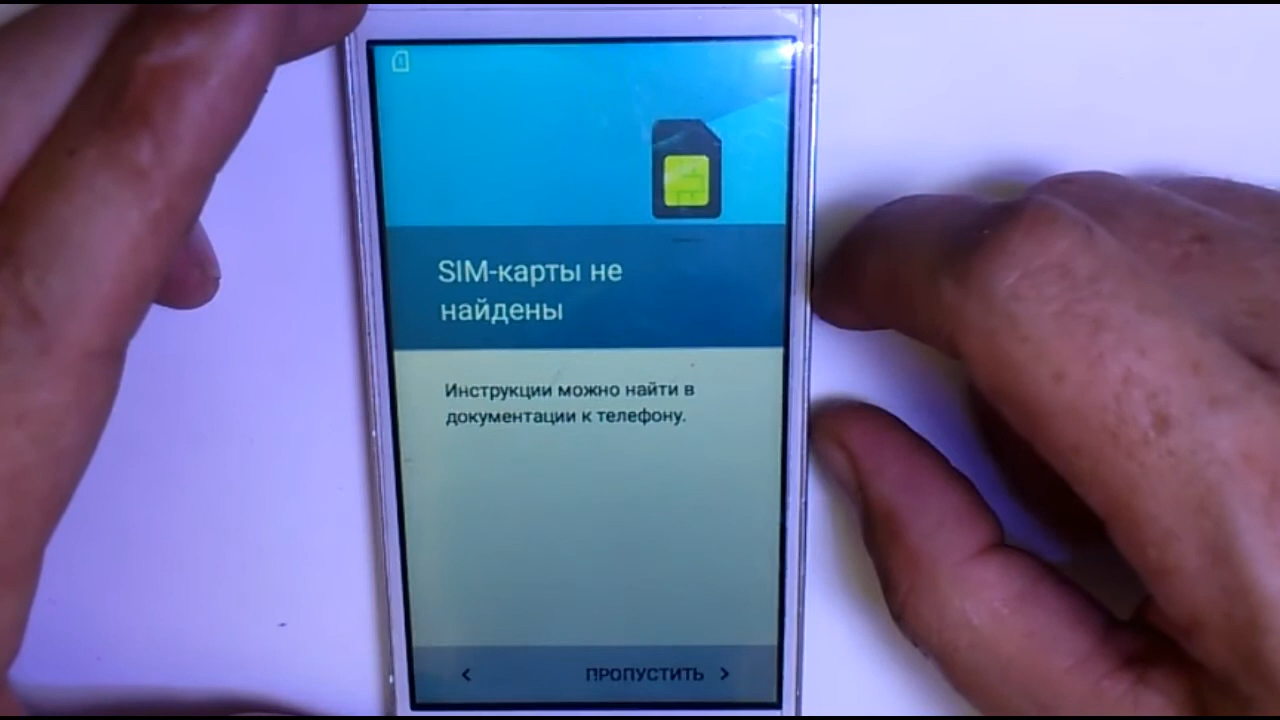 SIM-карты не
найдены
Инструкции можно найти в
документации к телефону.
ПРОПУСТИТЬ